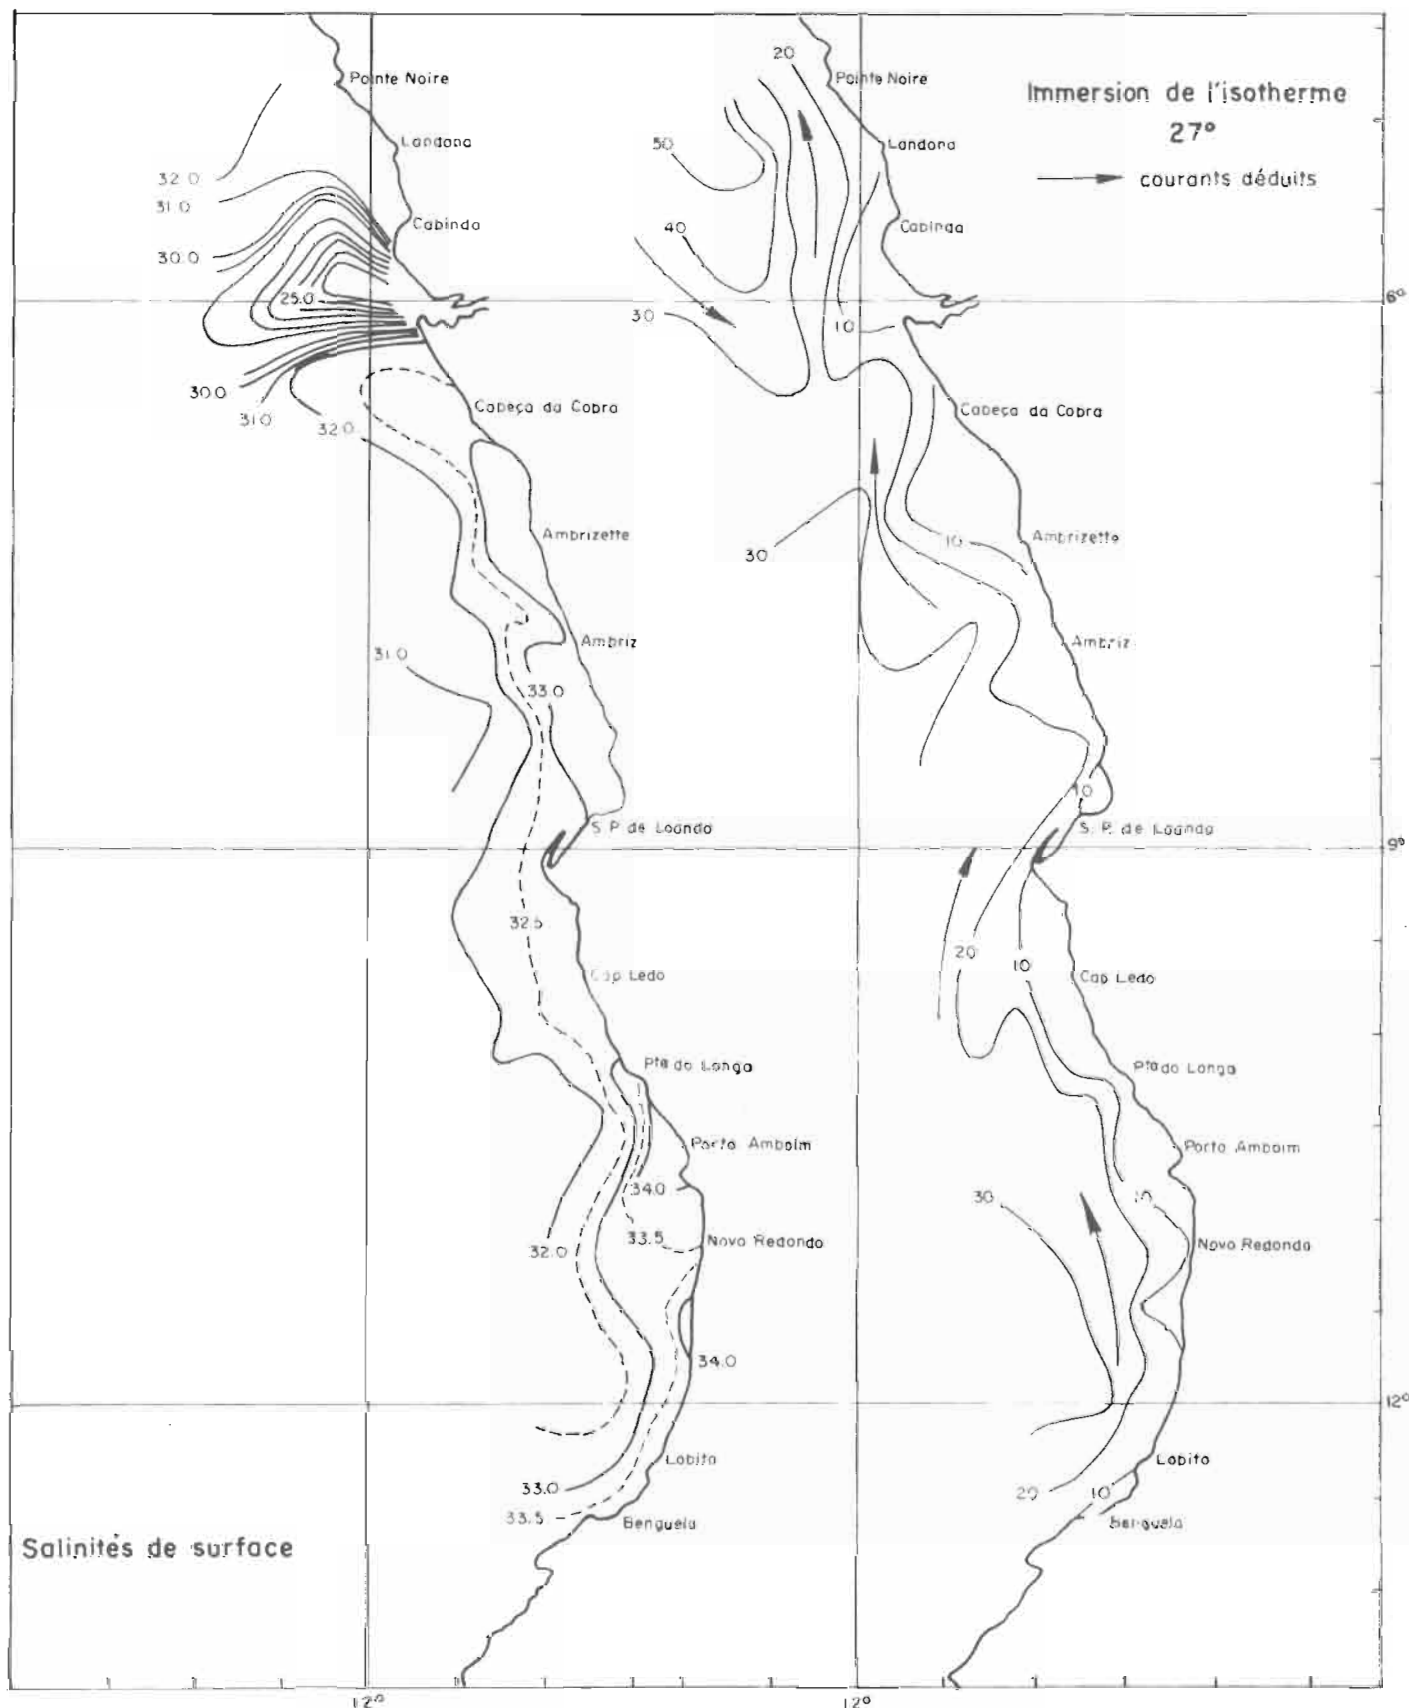 Pointe Noire
Landana
32.0
31.0
Cabinda
30.0
25.0
30.0
31.0
32.0
Cabeça da Cobra
Ambrizette
Ambriz
31.0
33.0
S. P. de Loanda
32.5
Cap Ledo
Pta do Longa
Porto Amboim
34.0
33.5
Novo Redondo
32.0
34.0
Lobito
33.0
33.5
Benguela
Salinités de surface
12°
20
Pointe Noire
Immersion de l'isotherme
27°
courants déduits
50
Landana
40
Cabinda
30
10
6°
Cabeça da Cobra
30
10
Ambrizette
Ambriz
10
S. P. de Loanda
9°
20
10
Cap Ledo
Pta do Longa
Porto Amboim
30
10
Novo Redondo
12°
Lobito
20
10
Benguela
12°